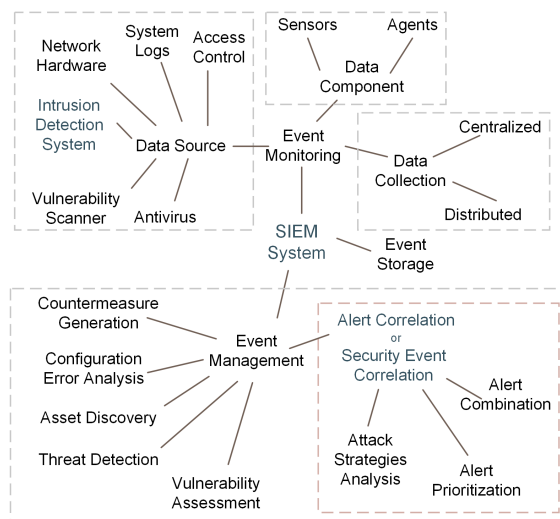 System
Logs
Access
Control
Network
Hardware
Intrusion
Detection
System
Data Source
Vulnerability
Scanner
Antivirus
Sensors
Agents
Data
Component
Event
Monitoring
Centralized
Data
Collection
Distributed
SIEM
System
Event
Storage
Countermeasure
Generation
Configuration
Error Analysis
Asset Discovery
Threat Detection
Vulnerability
Assessment
Event
Management
Alert Correlation
or
Security Event
Correlation
Alert
Combination
Attack
Strategies
Analysis
Alert
Prioritization